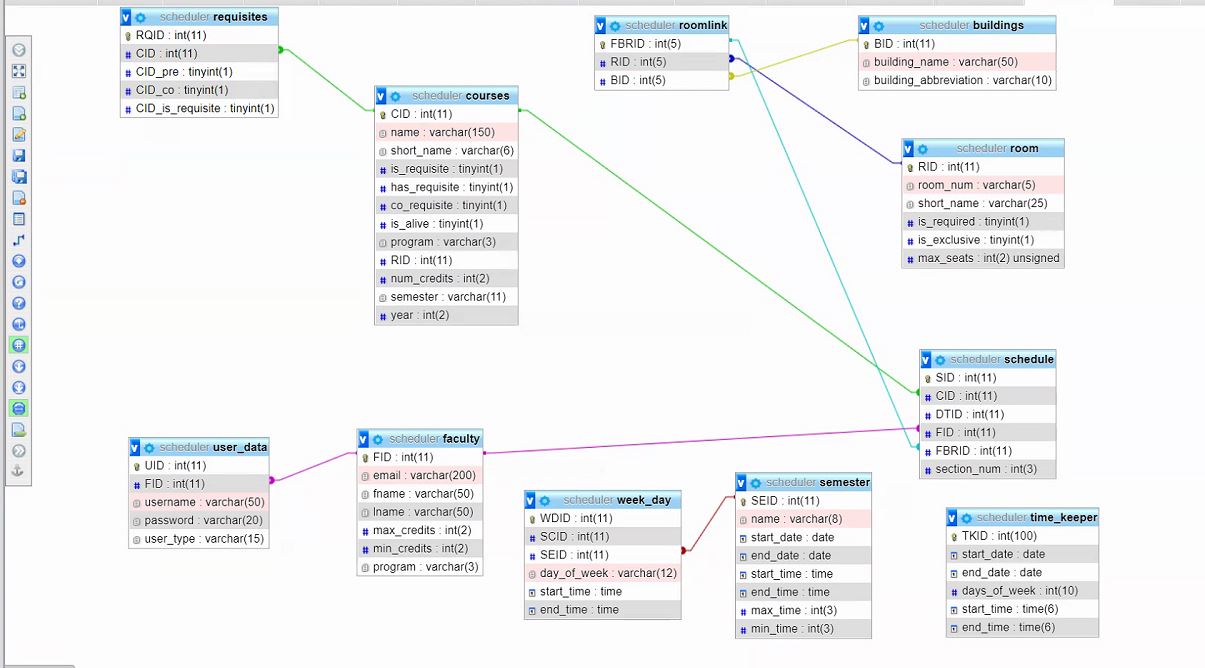 scheduler requisites
RQID : int(11)
CID : int(11)
CID_pre : tinyint(1)
CID_co : tinyint(1)
CID_is_requisite : tinyint(1)
scheduler courses
CID : int(11)
name : varchar(150)
short_name : varchar(6)
is_requisite : tinyint(1)
has_requisite : tinyint(1)
co_requisite : tinyint(1)
is_alive : tinyint(1)
program : varchar(3)
RID : int(11)
num_credits : int(2)
semester : varchar(11)
year : int(2)
scheduler roomlink
FBRID : int(5)
RID : int(5)
BID : int(5)
scheduler buildings
BID : int(11)
building_name : varchar(50)
building_abbreviation : varchar(10)
scheduler room
RID : int(11)
room_num : varchar(5)
short_name : varchar(25)
is_required : tinyint(1)
is_exclusive : tinyint(1)
max_seats : int(2) unsigned
scheduler schedule
SID : int(11)
CID : int(11)
DTID : int(11)
FID : int(11)
FBRID : int(11)
section_num : int(3)
scheduler user_data
UID : int(11)
FID : int(11)
username : varchar(50)
password : varchar(20)
user_type : varchar(15)
scheduler faculty
FID : int(11)
email : varchar(200)
fname : varchar(50)
lname : varchar(50)
max_credits : int(2)
min_credits : int(2)
program : varchar(3)
scheduler week_day
WDID : int(11)
SCID : int(11)
SEID : int(11)
day_of_week : varchar(12)
start_time : time
end_time : time
scheduler semester
SEID : int(11)
name : varchar(8)
start_date : date
end_date : date
start_time : time
end_time : time
max_time : int(3)
min_time : int(3)
scheduler time_keeper
TKID : int(100)
start_date : date
end_date : date
days_of_week : int(10)
start_time : time(6)
end_time : time(6)